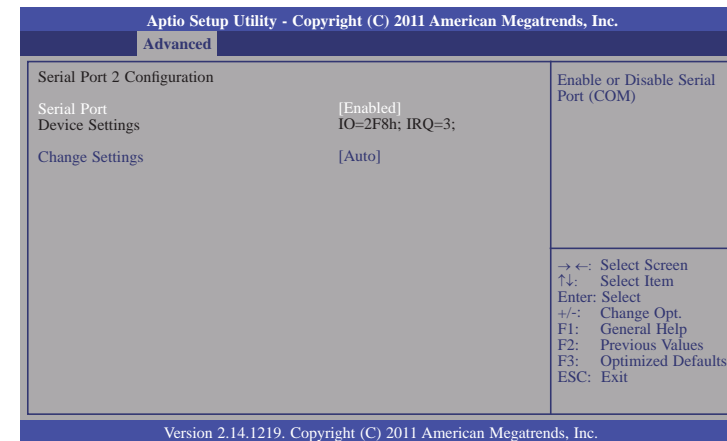 Aptio Setup Utility - Copyright (C) 2011 American Megatrends, Inc.
Advanced
Serial Port 2 Configuration
Serial Port [Enabled]
Device Settings IO=2F8h; IRQ=3;
Change Settings [Auto]
Enable or Disable Serial
Port (COM)
→ ←: Select Screen
↑↓: Select Item
Enter: Select
+/-: Change Opt.
F1: General Help
F2: Previous Values
F3: Optimized Defaults
ESC: Exit
Version 2.14.1219. Copyright (C) 2011 American Megatrends, Inc.